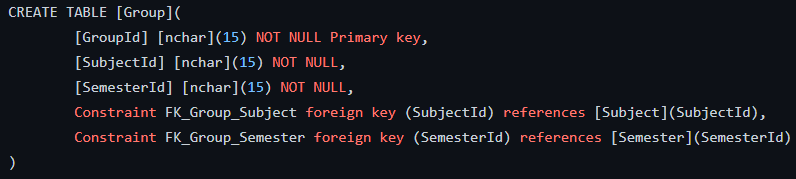 CREATE TABLE [Group](
[GroupId] [nchar](15) NOT NULL Primary key,
[SubjectId] [nchar](15) NOT NULL,
[SemesterId] [nchar](15) NOT NULL,
Constraint FK_Group_Subject foreign key (SubjectId) references [Subject](SubjectId),
Constraint FK_Group_Semester foreign key (SemesterId) references [Semester](SemesterId)
)